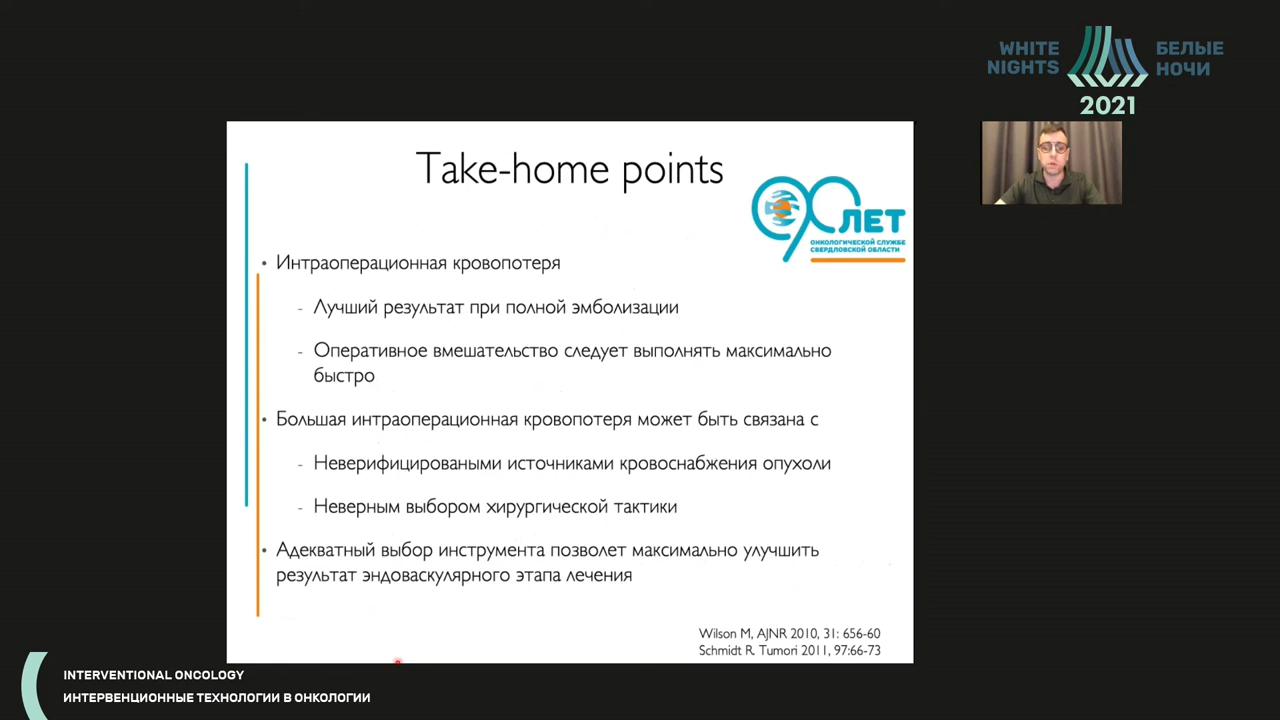 WHITE NIGHTS
БЕЛЫЕ НОЧИ
2021
Take-home points
90 ЛЕТ
ОНКОЛОГИЧЕСКОЙ СЛУЖБЕ
СВЕРДЛОВСКОЙ ОБЛАСТИ
• Интраоперационная кровопотеря
- Лучший результат при полной эмболизации
- Оперативное вмешательство следует выполнять максимально
быстро
• Большая интраоперационная кровопотеря может быть связана с
- Неверифицироваными источниками кровоснабжения опухоли
- Неверным выбором хирургической тактики
• Адекватный выбор инструмента позволет максимально улучшить
результат эндоваскулярного этапа лечения
Wilson M, AJNR 2010, 31: 656-60
Schmidt R. Tumori 2011, 97:66-73
INTERVENTIONAL ONCOLOGY
ИНТЕРВЕНЦИОННЫЕ ТЕХНОЛОГИИ В ОНКОЛОГИИ